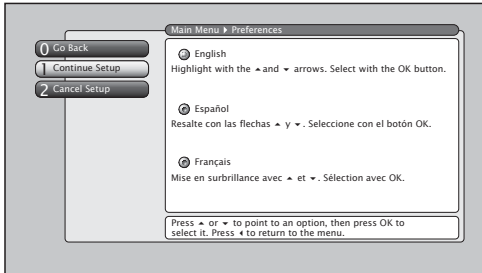 Main Menu ▸ Preferences
0 Go Back
1 Continue Setup
2 Cancel Setup
English
Highlight with the ▲ and ▼ arrows. Select with the OK button.
Español
Resalte con las flechas ▲ y ▼. Seleccione con el botón OK.
Français
Mise en surbrillance avec ▲ et ▼. Sélection avec OK.
Press ▲ or ▼ to point to an option, then press OK to
select it. Press ◂ to return to the menu.